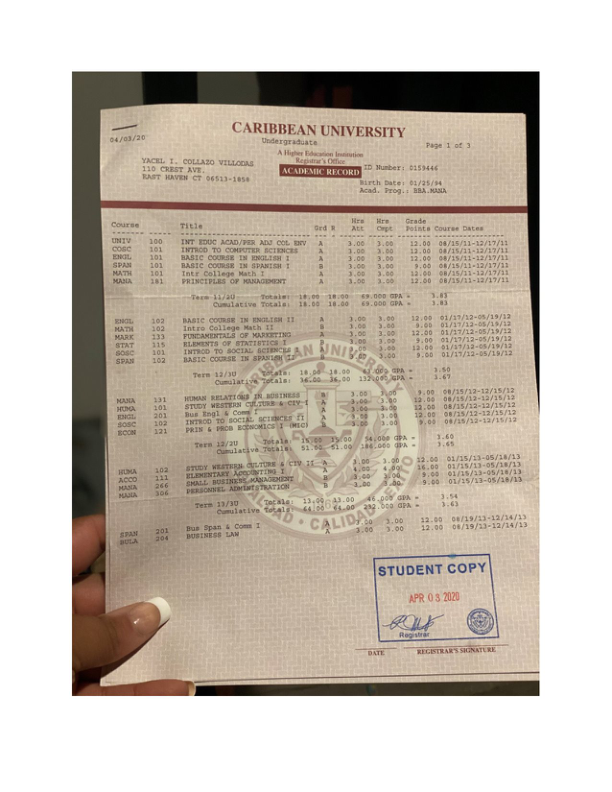 CARIBBEAN UNIVERSITY
04/03/20 Undergraduate Page 1 of 3
A Higher Education Institution
Registrar's Office
YACEL I. COLLAZO VILLODAS ACADEMIC RECORD ID Number: 0159446
110 CREST AVE.
EAST HAVEN CT 06513-1858 Birth Date: 01/25/94
Acad. Prog.: BBA.MANA
Hrs Hrs Grade
Course Title Grd R Att Cmpt Points Course Dates
UNIV 100 INT EDUC ACAD/PER ADJ COL ENV A 3.00 3.00 12.00 08/15/11-12/17/11
COSC 101 INTROD TO COMPUTER SCIENCES A 3.00 3.00 12.00 08/15/11-12/17/11
ENGL 101 BASIC COURSE IN ENGLISH I A 3.00 3.00 12.00 08/15/11-12/17/11
SPAN 101 BASIC COURSE IN SPANISH I B 3.00 3.00 9.00 08/15/11-12/17/11
MATH 101 Intr College Math I A 3.00 3.00 12.00 08/15/11-12/17/11
MANA 181 PRINCIPLES OF MANAGEMENT A 3.00 3.00 12.00 08/15/11-12/17/11
Term 11/2U Totals: 18.00 18.00 69.000 GPA = 3.83
Cumulative Totals: 18.00 18.00 69.000 GPA = 3.83
ENGL 102 BASIC COURSE IN ENGLISH II A 3.00 3.00 12.00 01/17/12-05/19/12
MATH 102 Intro College Math II B 3.00 3.00 9.00 01/17/12-05/19/12
MARK 133 FUNDAMENTALS OF MARKETING A 3.00 3.00 12.00 01/17/12-05/19/12
STAT 115 ELEMENTS OF STATISTICS I B 3.00 3.00 9.00 01/17/12-05/19/12
SOSC 101 INTROD TO SOCIAL SCIENCES A 3.00 3.00 12.00 01/17/12-05/19/12
SPAN 102 BASIC COURSE IN SPANISH II B 3.00 3.00 9.00 01/17/12-05/19/12
Term 12/3U Totals: 18.00 18.00 63.000 GPA = 3.50
Cumulative Totals: 36.00 36.00 132.000 GPA = 3.67
MANA 131 HUMAN RELATIONS IN BUSINESS B 3.00 3.00 9.00 08/15/12-12/15/12
HUMA 101 STUDY WESTERN CULTURE & CIV I A 3.00 3.00 12.00 08/15/12-12/15/12
ENGL 201 Bus Engl & Comm I A 3.00 3.00 12.00 08/15/12-12/15/12
SOSC 102 INTROD TO SOCIAL SCIENCES II A 3.00 3.00 12.00 08/15/12-12/15/12
ECON 121 PRIN & PROB ECONOMICS I (MIC) B 3.00 3.00 9.00 08/15/12-12/15/12
Term 12/2U Totals: 15.00 15.00 54.000 GPA = 3.60
Cumulative Totals: 51.00 51.00 186.000 GPA = 3.65
HUMA 102 STUDY WESTERN CULTURE & CIV II A 3.00 3.00 12.00 01/15/13-05/18/13
ACCO 111 ELEMENTARY ACCOUNTING I A 4.00 4.00 16.00 01/15/13-05/18/13
MANA 266 SMALL BUSINESS MANAGEMENT B 3.00 3.00 9.00 01/15/13-05/18/13
MANA 306 PERSONNEL ADMINISTRATION B 3.00 3.00 9.00 01/15/13-05/18/13
Term 13/3U Totals: 13.00 13.00 46.000 GPA = 3.54
Cumulative Totals: 64.00 64.00 232.000 GPA = 3.63
SPAN 201 Bus Span & Comm I A 3.00 3.00 12.00 08/19/13-12/14/13
BULA 204 BUSINESS LAW A 3.00 3.00 12.00 08/19/13-12/14/13
STUDENT COPY
APR 03 2020
Registrar
DATE REGISTRAR'S SIGNATURE